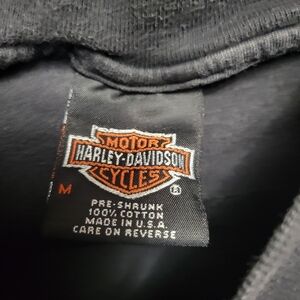 MOTOR
HARLEY-DAVIDSON
CYCLES
®
M
PRE-SHRUNK
100% COTTON
MADE IN U.S.A.
CARE ON REVERSE